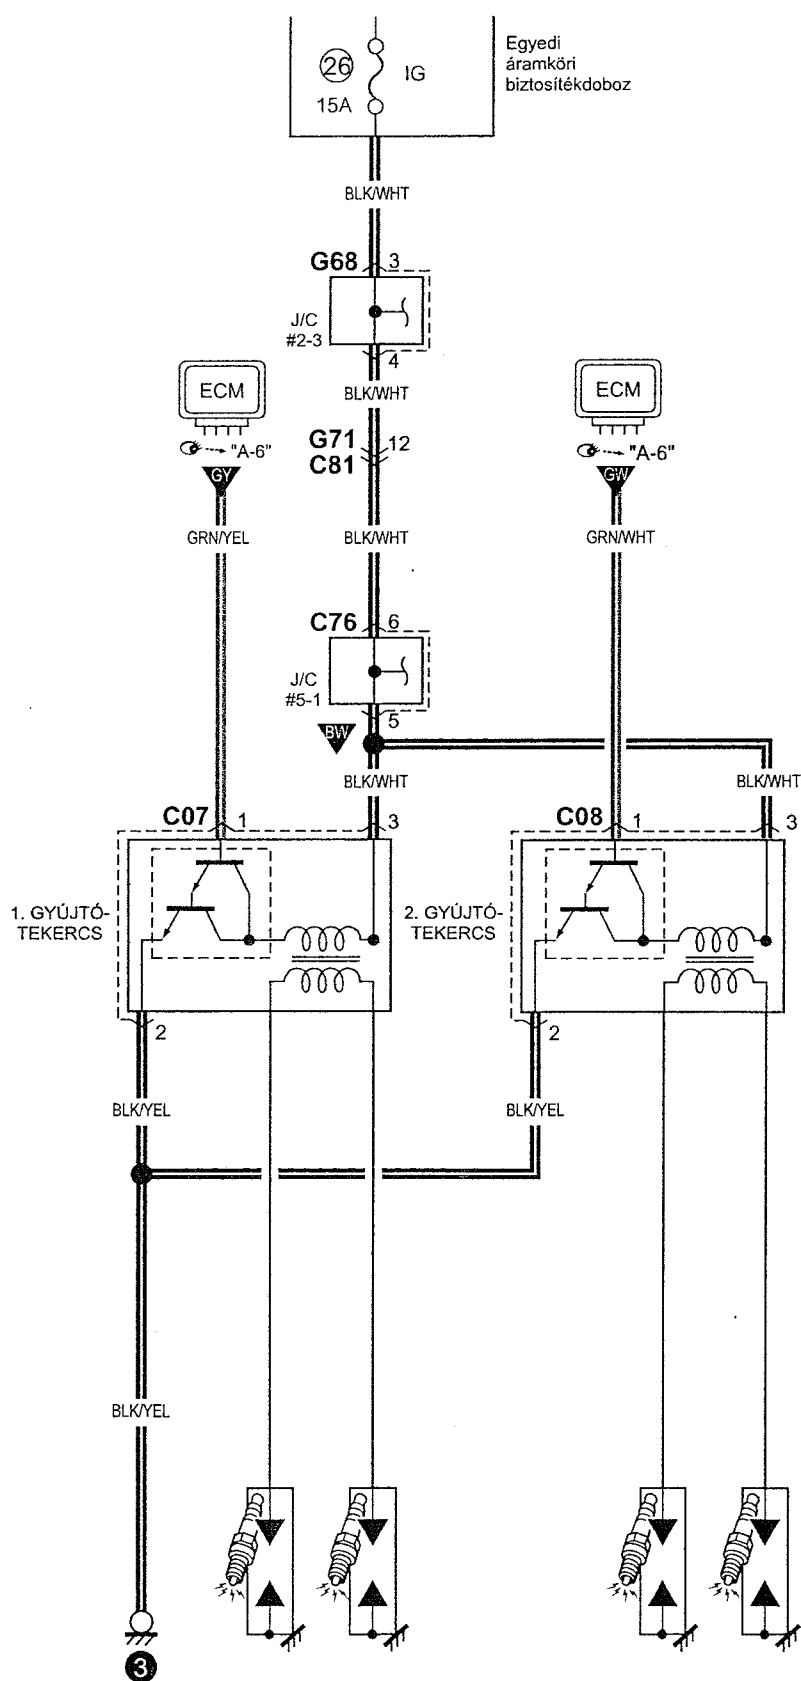 Egyedi
áramköri
biztosítékdoboz
26
IG
15A
BLK/WHT
G68 3
J/C
#2-3
4
ECM
BLK/WHT
ECM
"A-6"
G71 12
C81
"A-6"
GY
GW
GRN/YEL
BLK/WHT
GRN/WHT
C76 6
J/C
#5-1
5
BW
BLK/WHT
BLK/WHT
C07 1
3
C08 1
3
1. GYÚJTÓ-
TEKERCS
2. GYÚJTÓ-
TEKERCS
2
2
BLK/YEL
BLK/YEL
BLK/YEL
3